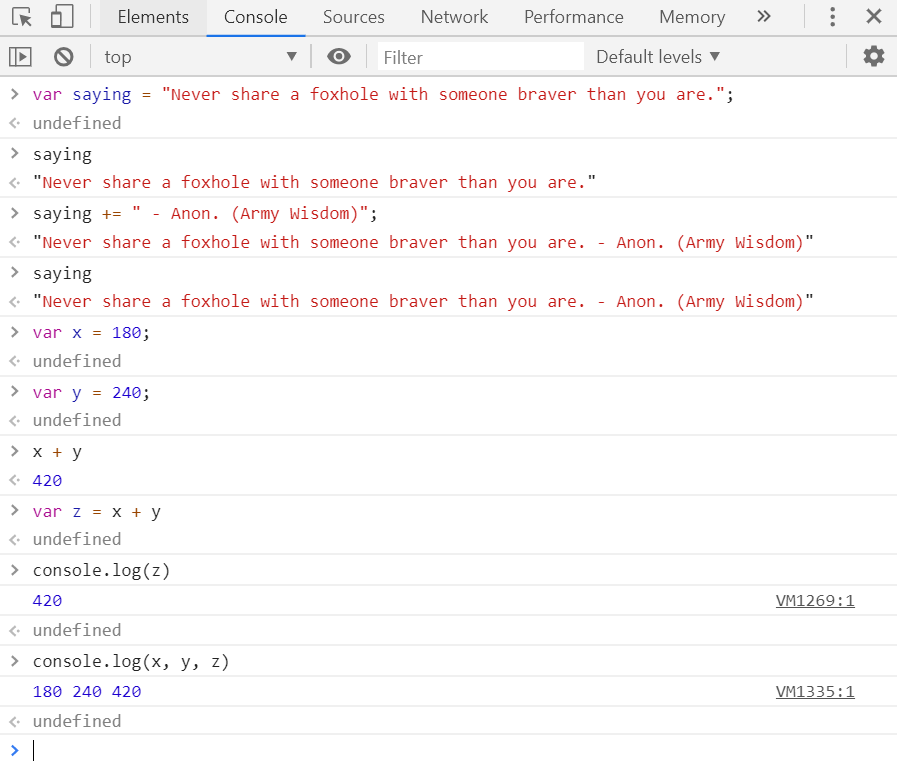 Elements Console Sources Network Performance Memory »
top Filter Default levels
> var saying = "Never share a foxhole with someone braver than you are.";
undefined
> saying
"Never share a foxhole with someone braver than you are."
> saying += " - Anon. (Army Wisdom)";
"Never share a foxhole with someone braver than you are. - Anon. (Army Wisdom)"
> saying
"Never share a foxhole with someone braver than you are. - Anon. (Army Wisdom)"
> var x = 180;
undefined
> var y = 240;
undefined
> x + y
420
> var z = x + y
undefined
> console.log(z)
420 VM1269:1
undefined
> console.log(x, y, z)
180 240 420 VM1335:1
undefined
>